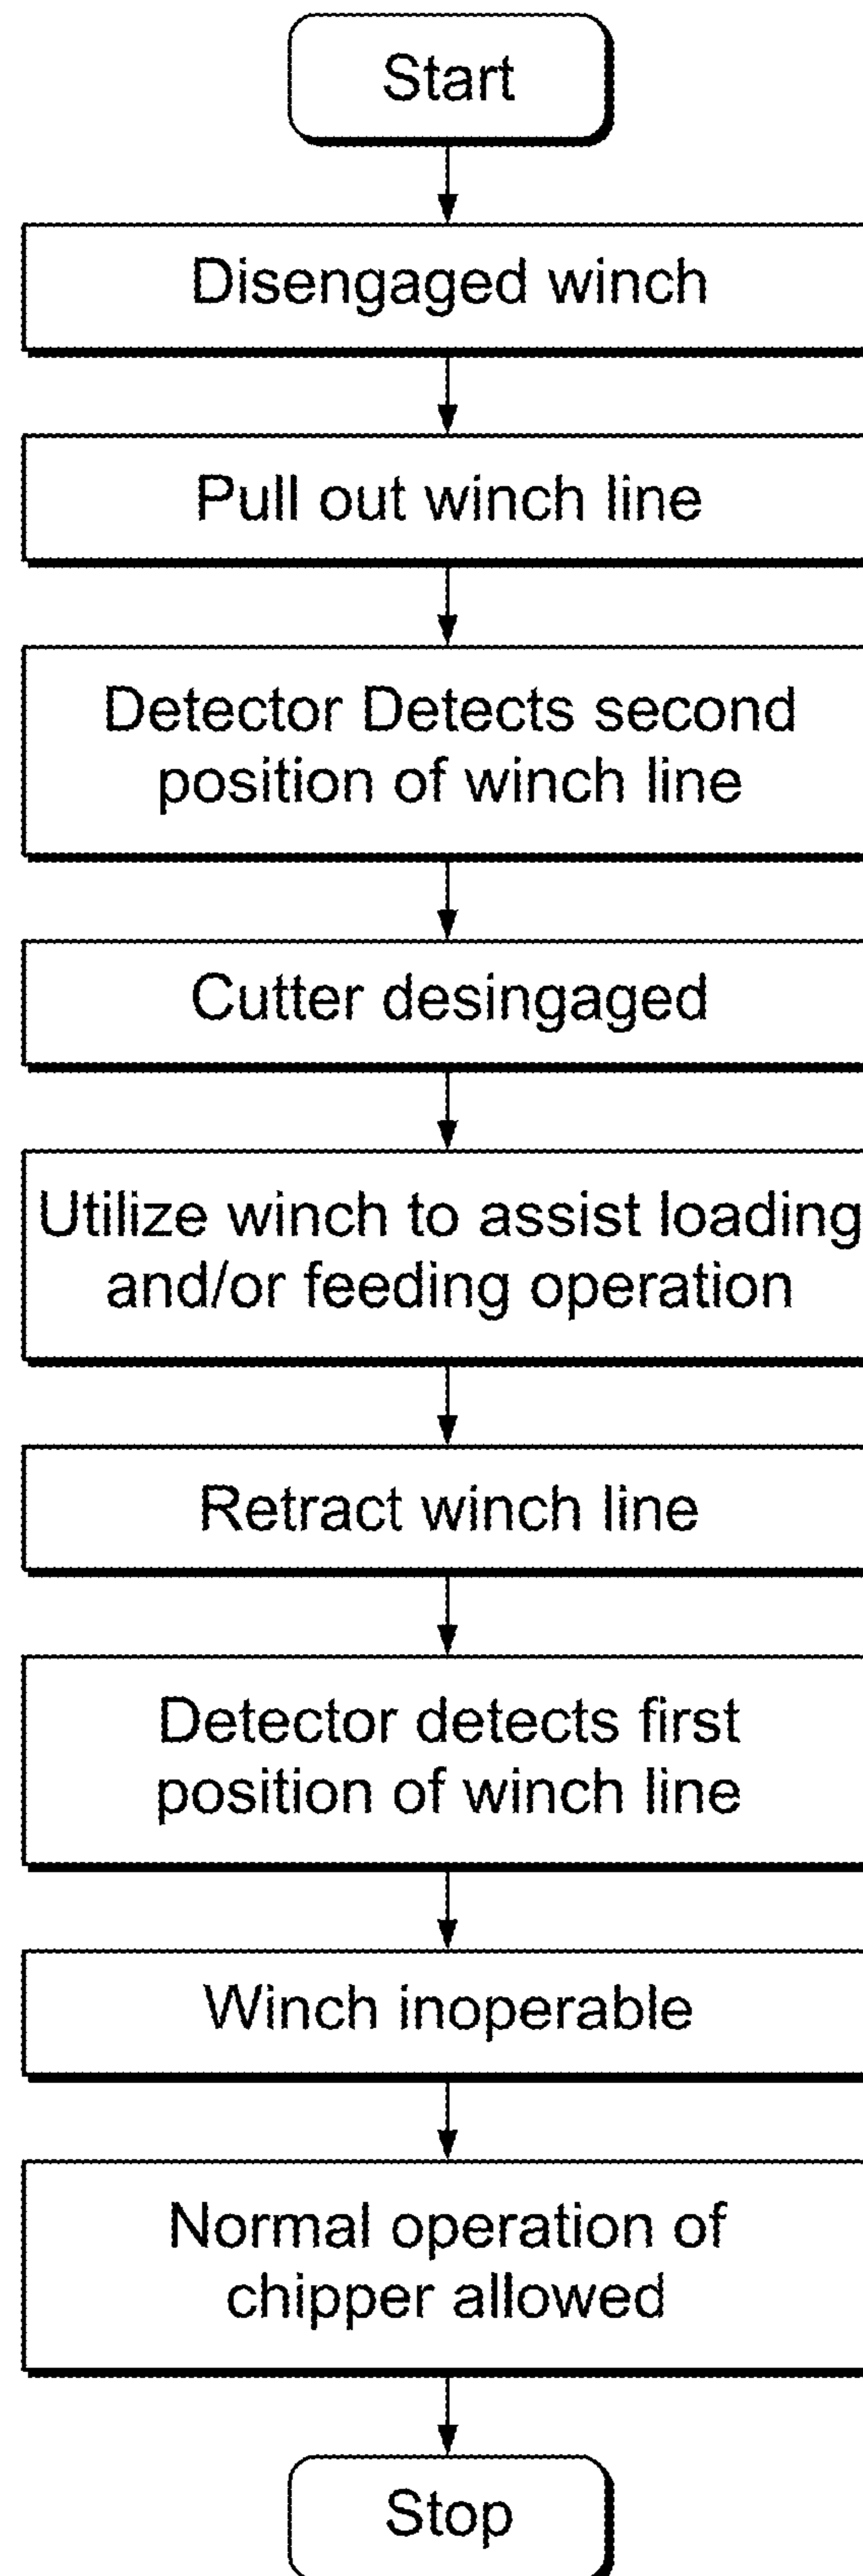 Start
Disengaged winch
Pull out winch line
Detector Detects second
position of winch line
Cutter desingaged
Utilize winch to assist loading
and/or feeding operation
Retract winch line
Detector detects first
position of winch line
Winch inoperable
Normal operation of
chipper allowed
Stop